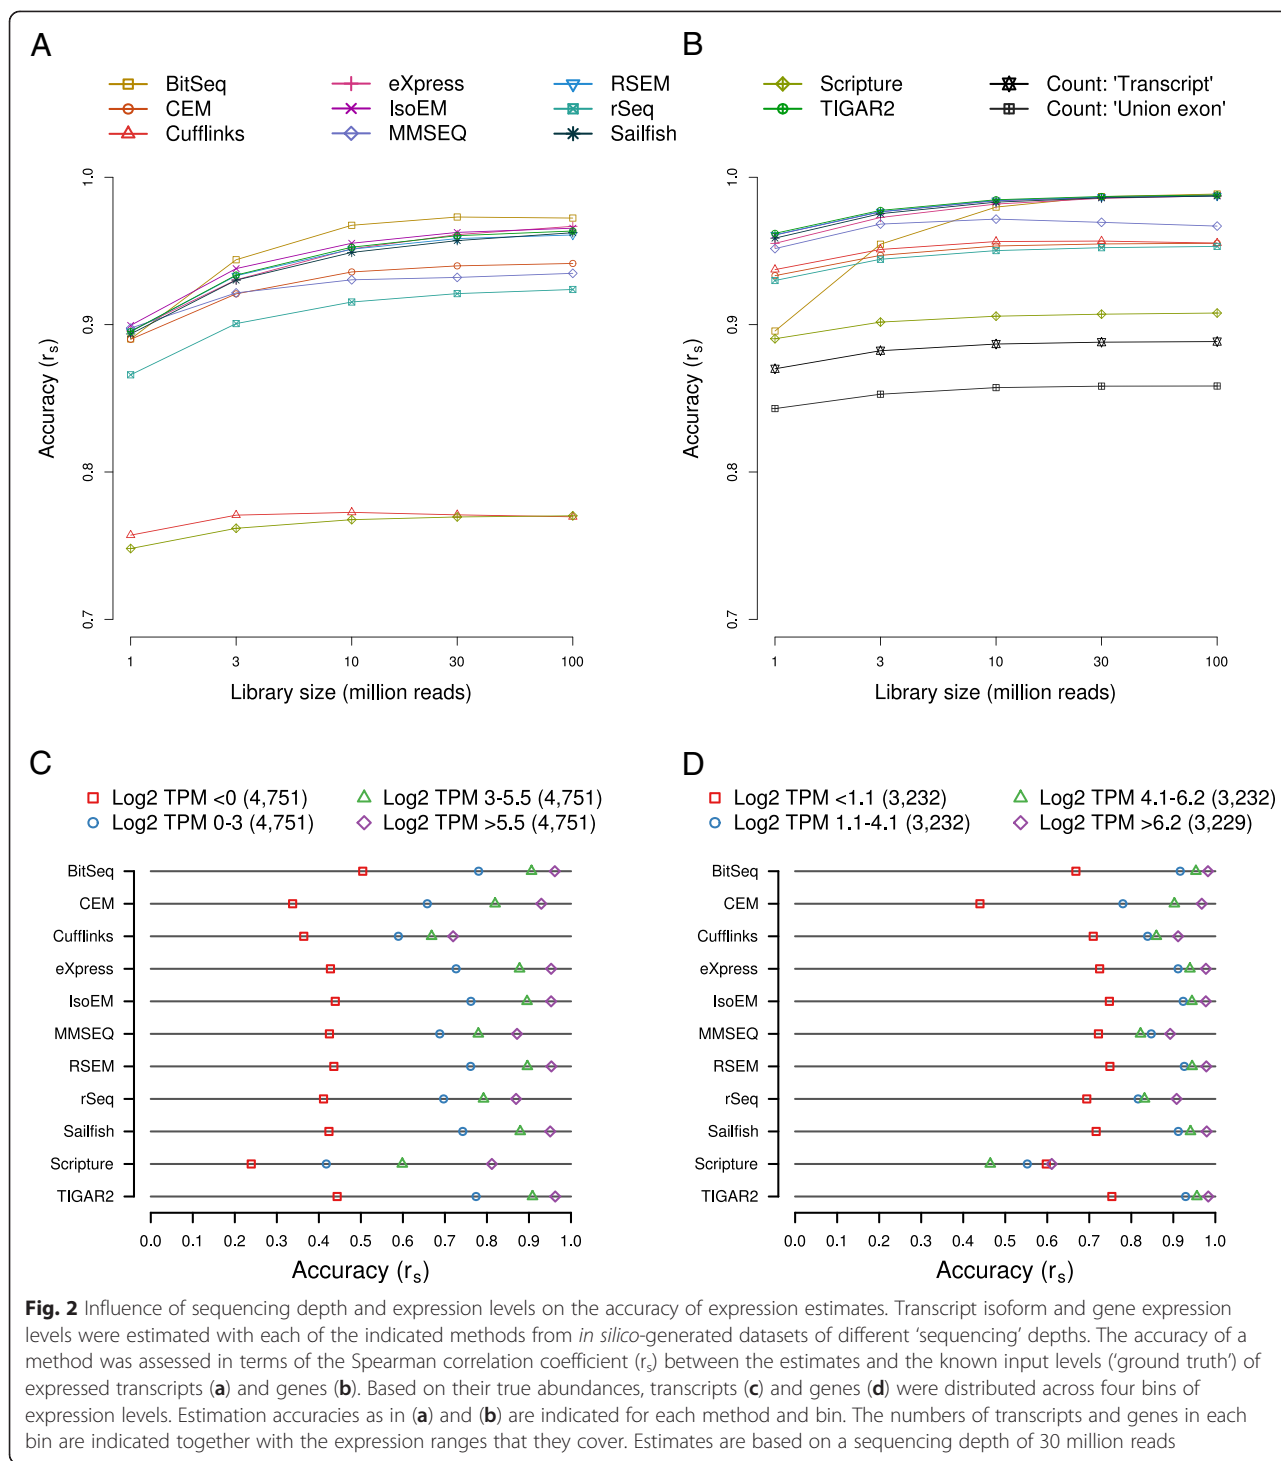 A
BitSeq
CEM
Cufflinks
eXpress
IsoEM
MMSEQ
RSEM
rSeq
Sailfish
1.0
0.9
0.8
0.7
Accuracy (rs)
1 3 10 30 100
Library size (million reads)
B
Scripture
TIGAR2
Count: 'Transcript'
Count: 'Union exon'
1.0
0.9
0.8
0.7
Accuracy (rs)
1 3 10 30 100
Library size (million reads)
C
Log2 TPM <0 (4,751)
Log2 TPM 0-3 (4,751)
Log2 TPM 3-5.5 (4,751)
Log2 TPM >5.5 (4,751)
BitSeq
CEM
Cufflinks
eXpress
IsoEM
MMSEQ
RSEM
rSeq
Sailfish
Scripture
TIGAR2
0.0 0.1 0.2 0.3 0.4 0.5 0.6 0.7 0.8 0.9 1.0
Accuracy (rs)
D
Log2 TPM <1.1 (3,232)
Log2 TPM 1.1-4.1 (3,232)
Log2 TPM 4.1-6.2 (3,232)
Log2 TPM >6.2 (3,229)
BitSeq
CEM
Cufflinks
eXpress
IsoEM
MMSEQ
RSEM
rSeq
Sailfish
Scripture
TIGAR2
0.0 0.1 0.2 0.3 0.4 0.5 0.6 0.7 0.8 0.9 1.0
Accuracy (rs)
Fig. 2 Influence of sequencing depth and expression levels on the accuracy of expression estimates. Transcript isoform and gene expression
levels were estimated with each of the indicated methods from in silico-generated datasets of different ‘sequencing’ depths. The accuracy of a
method was assessed in terms of the Spearman correlation coefficient (rs) between the estimates and the known input levels (‘ground truth’) of
expressed transcripts (a) and genes (b). Based on their true abundances, transcripts (c) and genes (d) were distributed across four bins of
expression levels. Estimation accuracies as in (a) and (b) are indicated for each method and bin. The numbers of transcripts and genes in each
bin are indicated together with the expression ranges that they cover. Estimates are based on a sequencing depth of 30 million reads